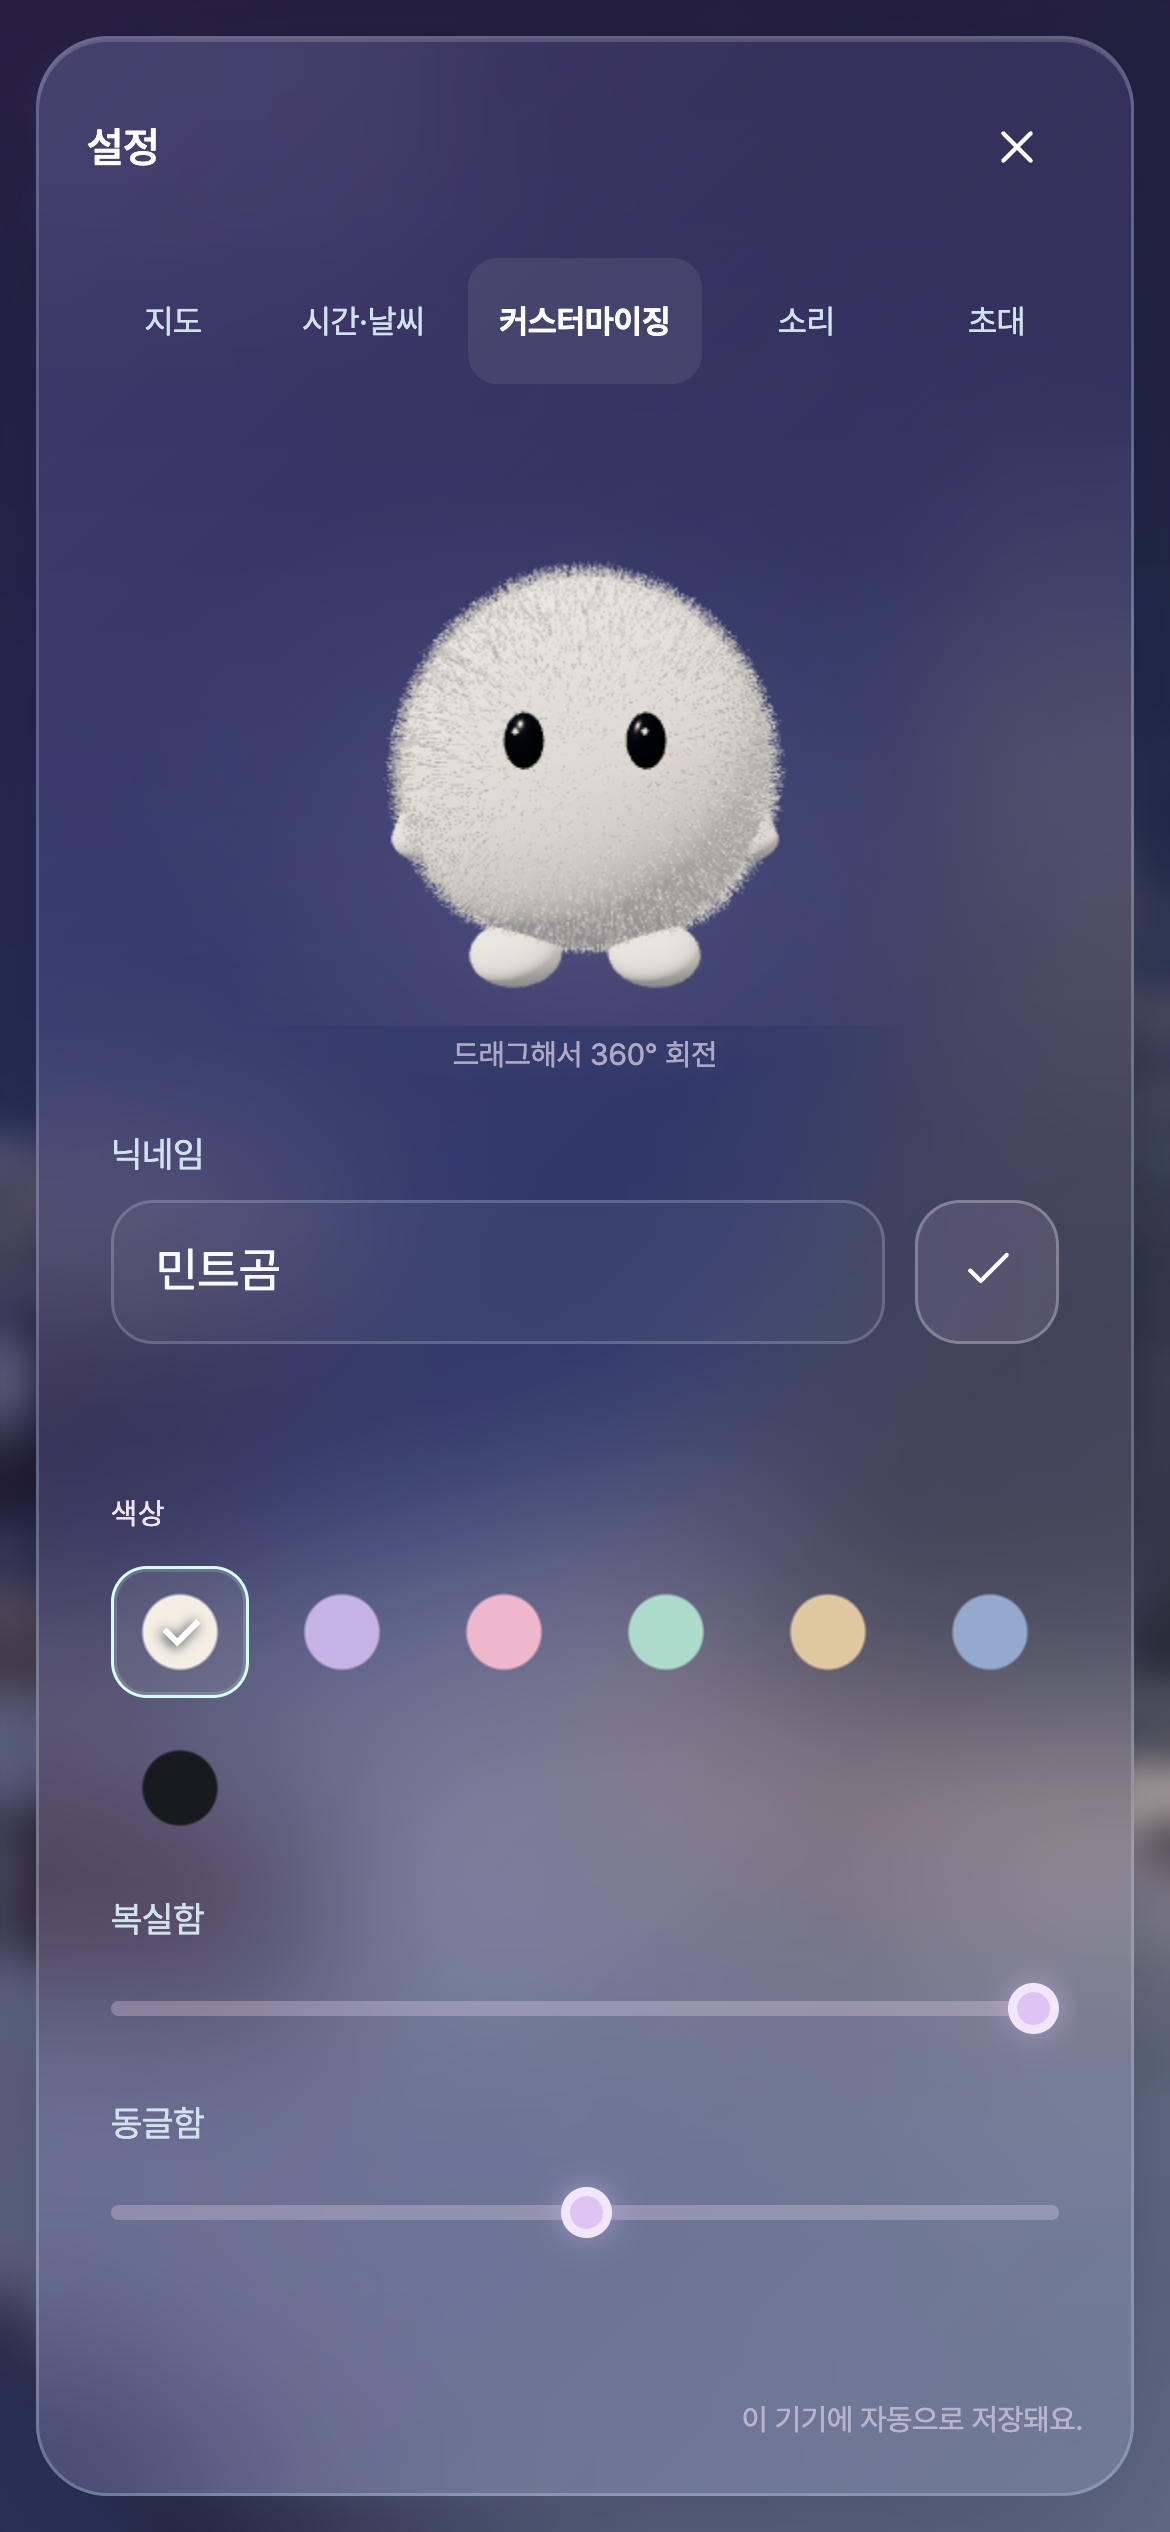 설정
지도 시간·날씨 커스터마이징 소리 초대
드래그해서 360° 회전
닉네임
민트곰
색상
복실함
동글함
이 기기에 자동으로 저장돼요.